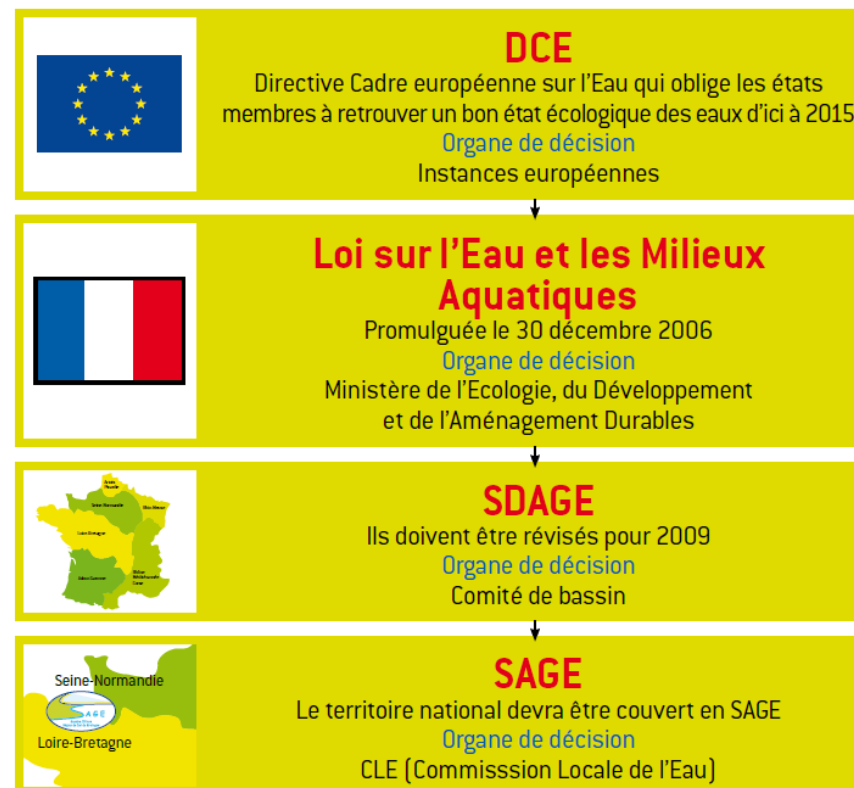 DCE
Directive Cadre européenne sur l'Eau qui oblige les états
membres à retrouver un bon état écologique des eaux d'ici à 2015
Organe de décision
Instances européennes
Loi sur l'Eau et les Milieux
Aquatiques
Promulguée le 30 décembre 2006
Organe de décision
Ministère de l'Ecologie, du Développement
et de l'Aménagement Durables
Seine-Normandie
Loire-Bretagne
SDAGE
Ils doivent être révisés pour 2009
Organe de décision
Comité de bassin
Seine-Normandie
SAGE
Loire-Bretagne
SAGE
Le territoire national devra être couvert en SAGE
Organe de décision
CLE (Commisssion Locale de l'Eau)